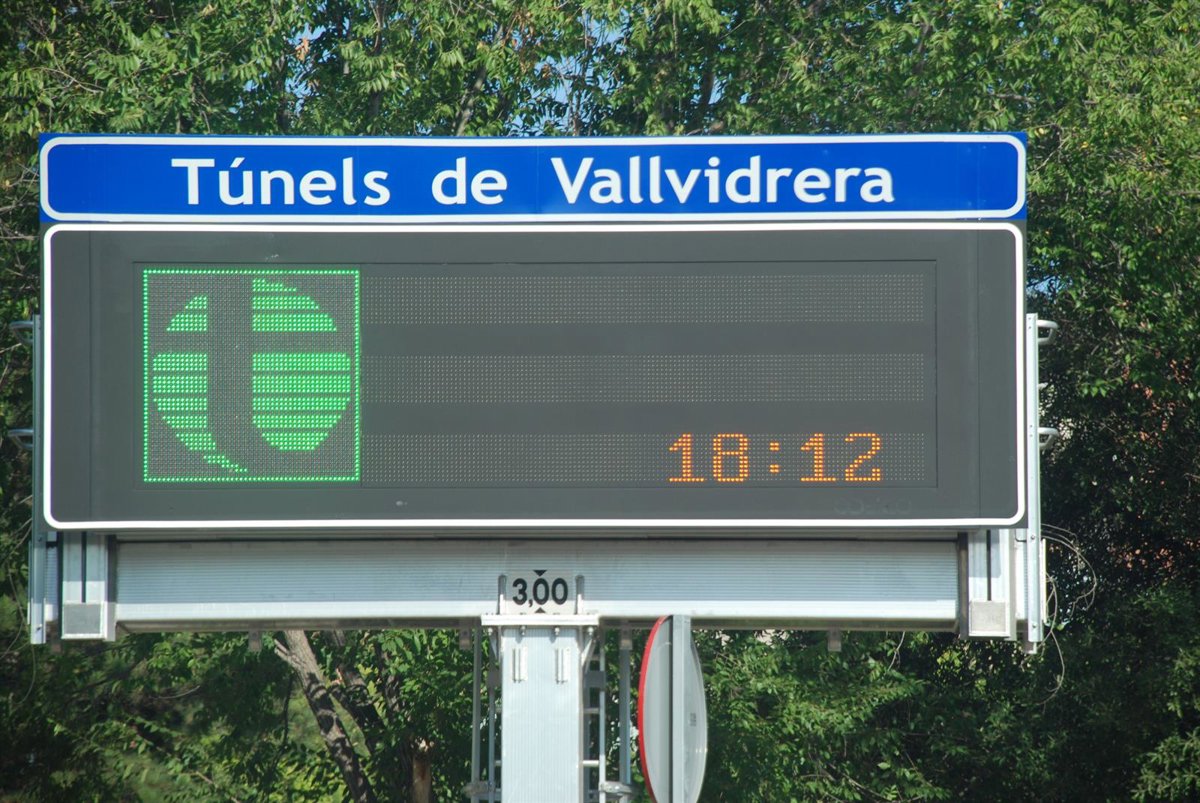 Túnels de Vallvidrera
18:12
3,00